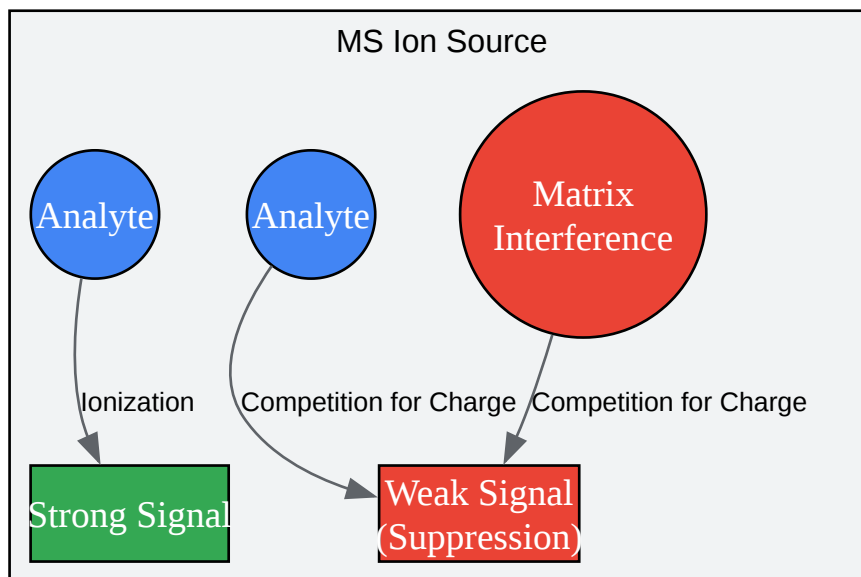 MS Ion Source
Analyte
Analyte
Matrix
Interference
Ionization
Competition for Charge
Competition for Charge
Strong Signal
Weak Signal
(Suppression)